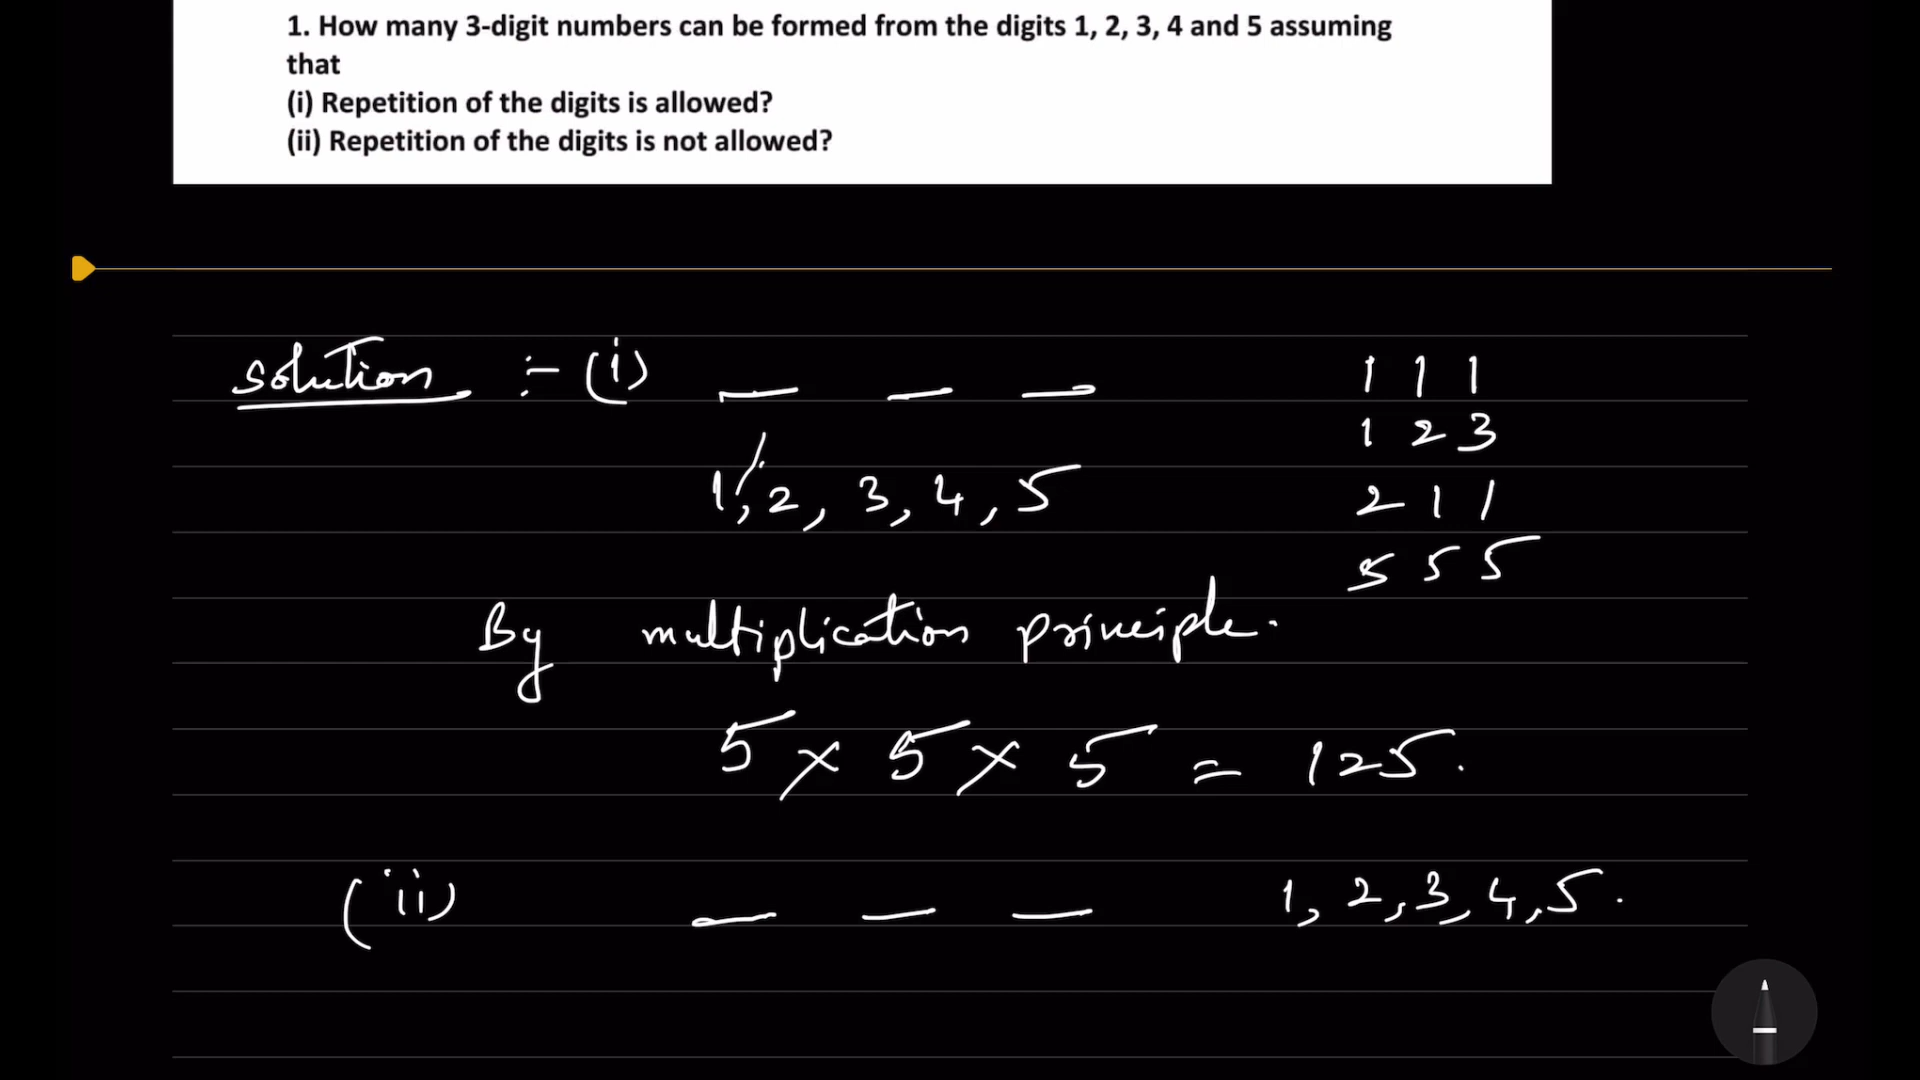 1. How many 3-digit numbers can be formed from the digits 1, 2, 3, 4 and 5 assuming
that
(i) Repetition of the digits is allowed?
(ii) Repetition of the digits is not allowed?
solution :- (i) _ _ _
1 1 1
1 2 3
1, 2, 3, 4, 5
2 1 1
5 5 5
By multiplication principle.
5 × 5 × 5 = 125.
(ii) _ _ _ 1, 2, 3, 4, 5.